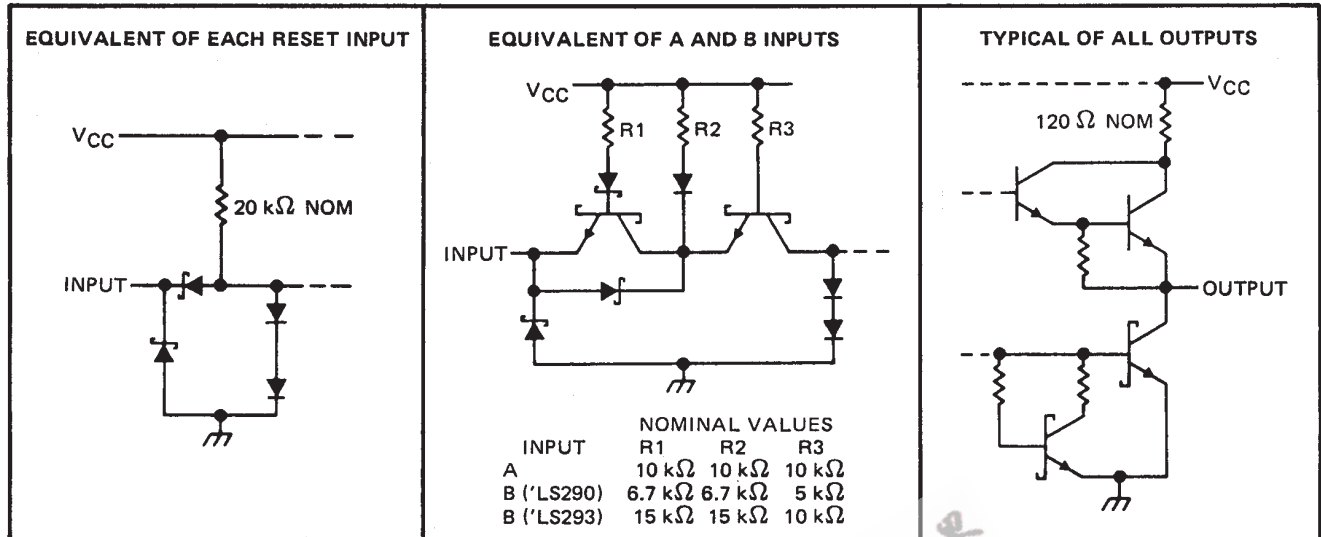 EQUIVALENT OF EACH RESET INPUT
VCC
20 kΩ NOM
INPUT
EQUIVALENT OF A AND B INPUTS
VCC
R1 R2 R3
INPUT
NOMINAL VALUES
INPUT R1 R2 R3
A 10 kΩ 10 kΩ 10 kΩ
B ('LS290) 6.7 kΩ 6.7 kΩ 5 kΩ
B ('LS293) 15 kΩ 15 kΩ 10 kΩ
TYPICAL OF ALL OUTPUTS
VCC
120 Ω NOM
OUTPUT